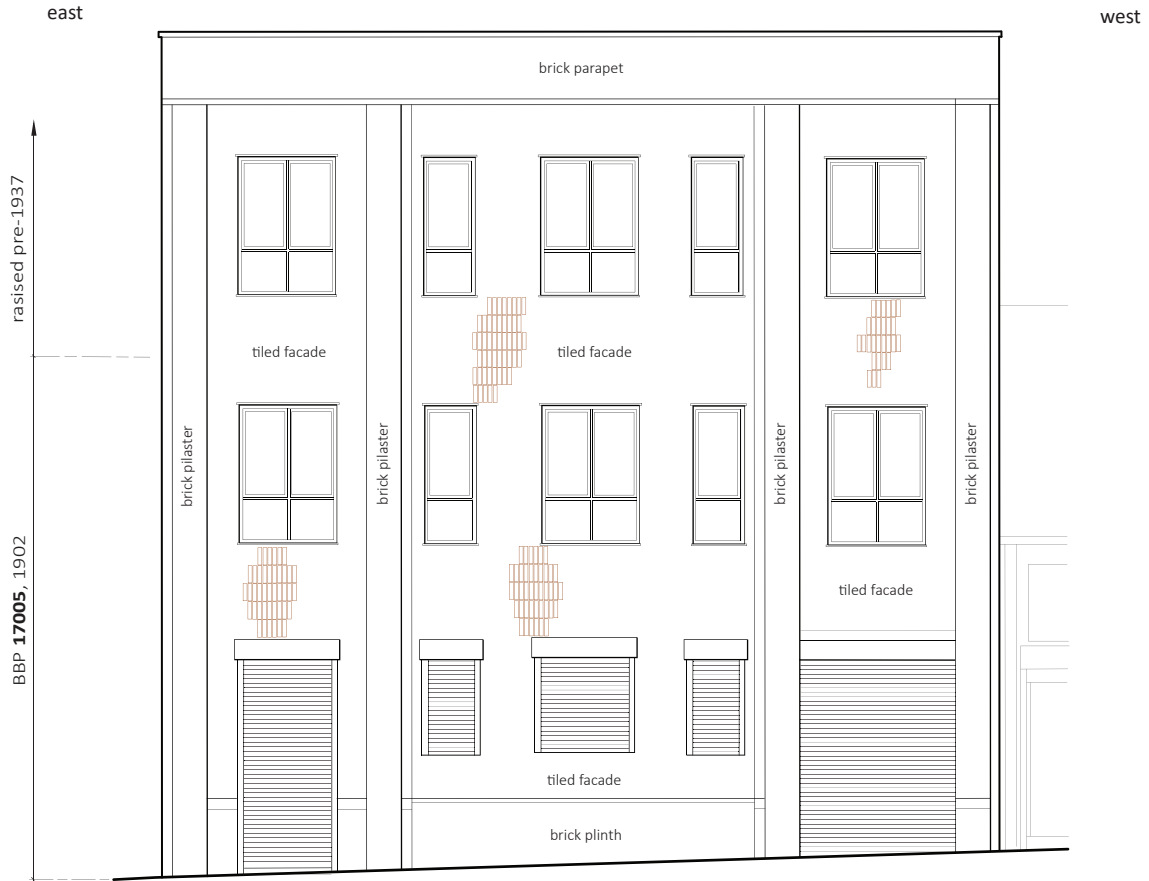 east
west
brick parapet
rasised pre-1937
tiled facade
tiled facade
brick pilaster
brick pilaster
brick pilaster
brick pilaster
BBP 17005, 1902
tiled facade
tiled facade
brick plinth